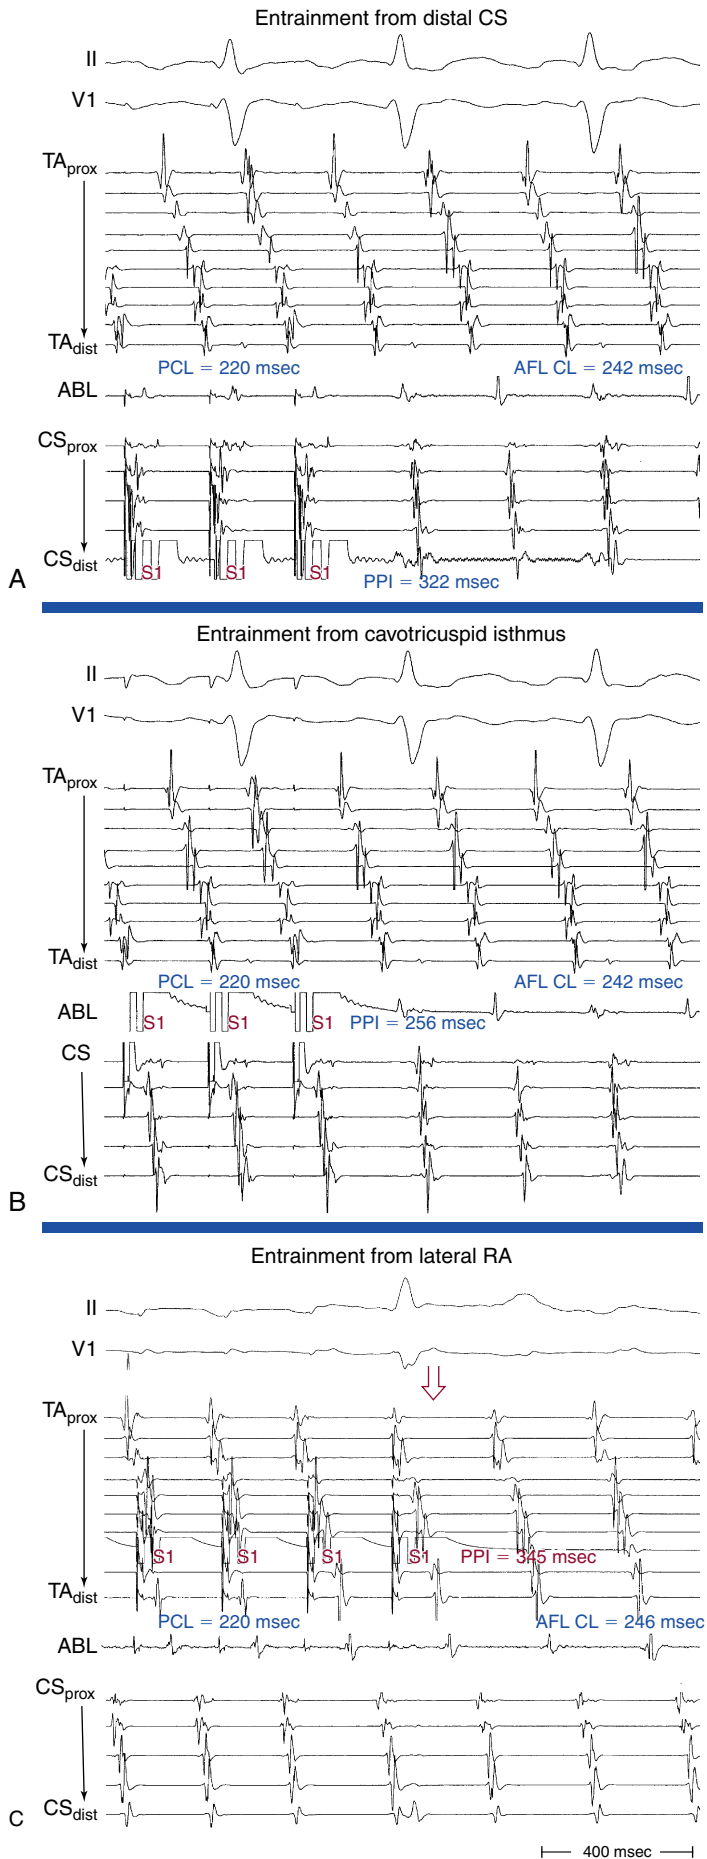 Entrainment from distal CS
II
V1
TAprox
TAdist
PCL = 220 msec
AFL CL = 242 msec
ABL
CSprox
CSdist
S1
S1
S1
PPI = 322 msec
A
Entrainment from cavotricuspid isthmus
II
V1
TAprox
TAdist
PCL = 220 msec
AFL CL = 242 msec
ABL
S1
S1
S1
PPI = 256 msec
CS
CSdist
B
Entrainment from lateral RA
II
V1
TAprox
S1
S1
S1
S1
PPI = 345 msec
TAdist
PCL = 220 msec
AFL CL = 246 msec
ABL
CSprox
CSdist
C
400 msec